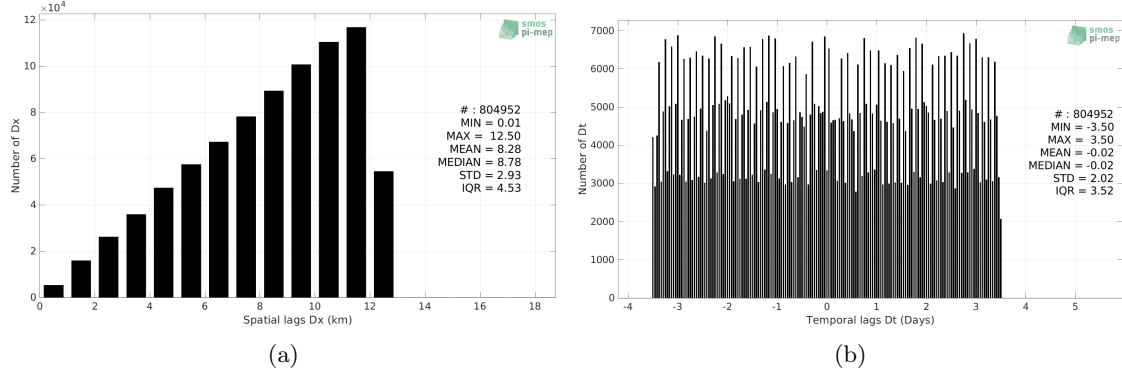 ×10⁴
12
10
8
6
4
2
0
0 2 4 6 8 10 12 14 16 18
Number of Dx
Spatial lags Dx (km)
smos
pi-mep
# : 804952
MIN = 0.01
MAX = 12.50
MEAN = 8.28
MEDIAN = 8.78
STD = 2.93
IQR = 4.53
(a)
7000
6000
5000
4000
3000
2000
1000
0
-4 -3 -2 -1 0 1 2 3 4 5
Number of Dt
Temporal lags Dt (Days)
smos
pi-mep
# : 804952
MIN = -3.50
MAX = 3.50
MEAN = -0.02
MEDIAN = -0.02
STD = 2.02
IQR = 3.52
(b)